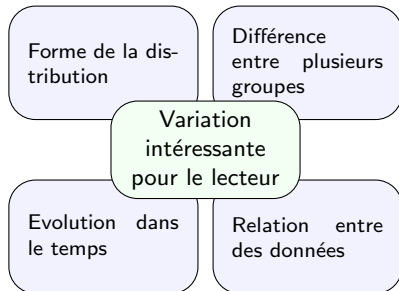 Forme de la dis-
tribution
Différence
entre plusieurs
groupes
Variation
intéressante
pour le lecteur
Evolution dans
le temps
Relation entre
des données